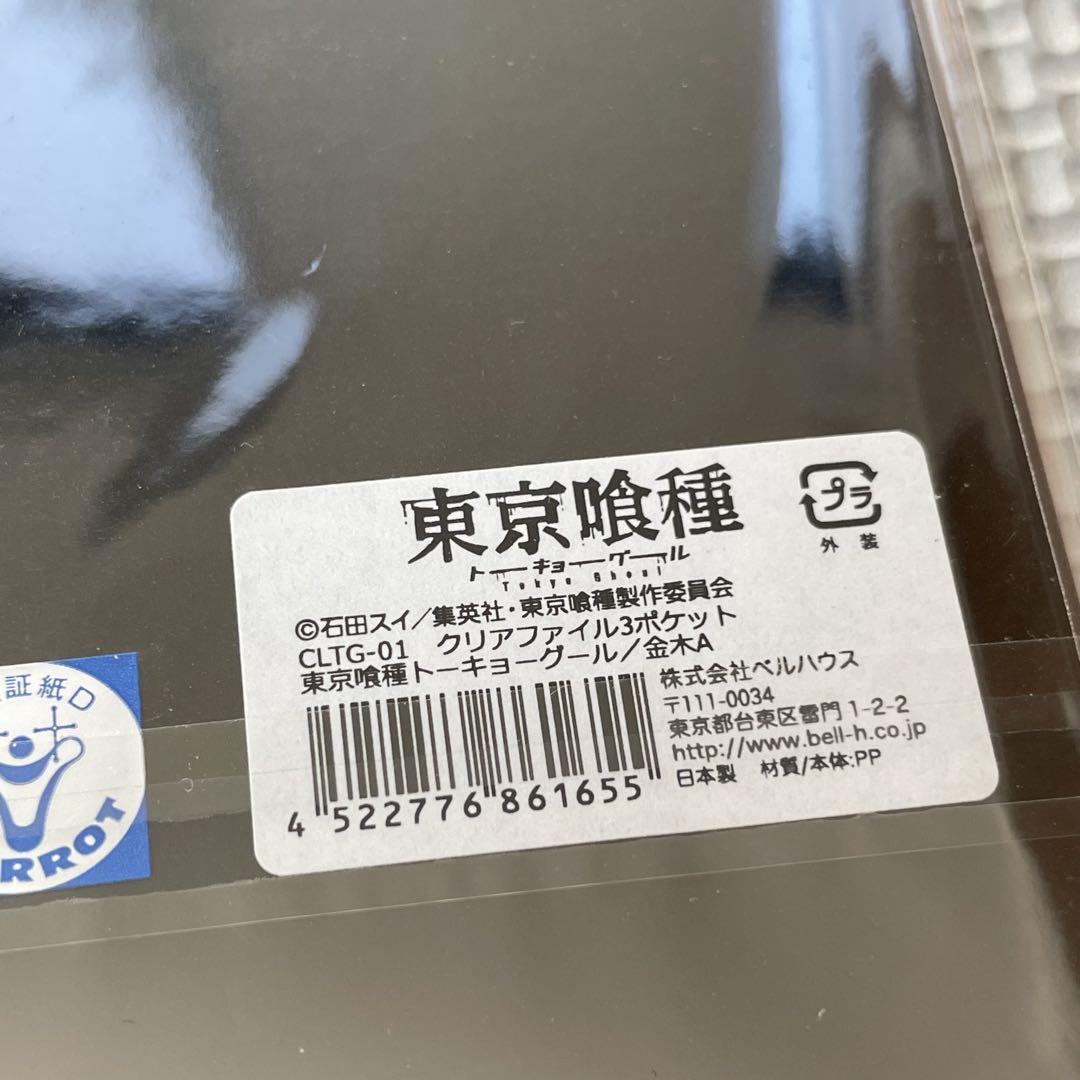 東京喰種
トーキョーグール
Tokyo Ghoul
プラ
外装
©石田スイ/集英社・東京喰種製作委員会
CLTG-01 クリアファイル3ポケット
東京喰種トーキョーグール/金木A
株式会社ベルハウス
〒111-0034
東京都台東区雷門1-2-2
http://www.bell-h.co.jp
日本製 材質/本体:PP
4 522776 861655
証紙D
RROT